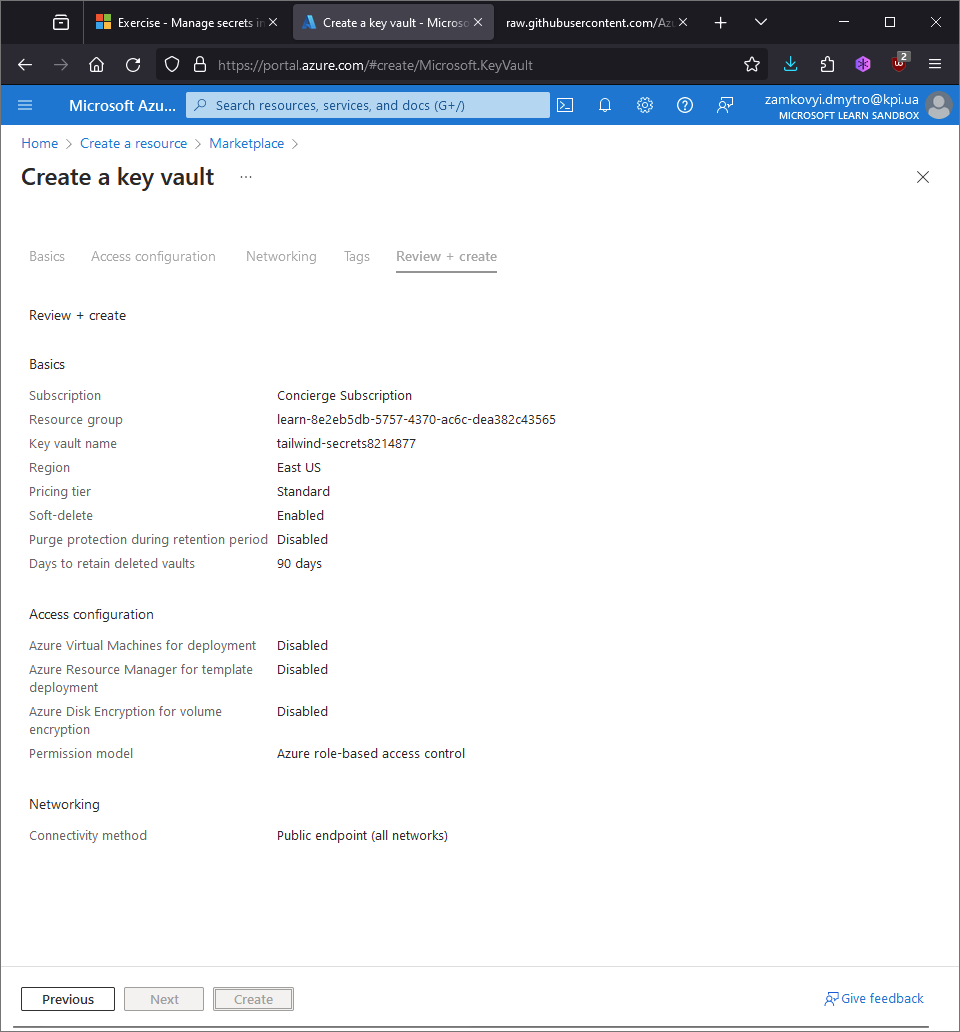 Exercise - Manage secrets in
Create a key vault - Microso
raw.githubusercontent.com/Azu
https://portal.azure.com/#create/Microsoft.KeyVault
2
Microsoft Azu...
Search resources, services, and docs (G+/)
zamkovyi.dmytro@kpi.ua
MICROSOFT LEARN SANDBOX
Home > Create a resource > Marketplace >
Create a key vault ...
Basics Access configuration Networking Tags Review + create
Review + create
Basics
Subscription Concierge Subscription
Resource group learn-8e2eb5db-5757-4370-ac6c-dea382c43565
Key vault name tailwind-secrets8214877
Region East US
Pricing tier Standard
Soft-delete Enabled
Purge protection during retention period Disabled
Days to retain deleted vaults 90 days
Access configuration
Azure Virtual Machines for deployment Disabled
Azure Resource Manager for template Disabled
deployment
Azure Disk Encryption for volume Disabled
encryption
Permission model Azure role-based access control
Networking
Connectivity method Public endpoint (all networks)
Previous Next Create Give feedback